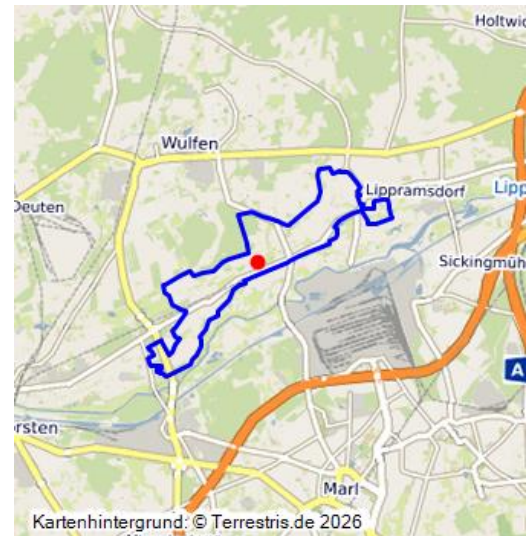 Holtwic
Wulfen
Lippramsdorf
Lipp
Deuten
Sickingmüh
A
orsten
Marl
Kartenhintergrund: © Terrestris.de 2026